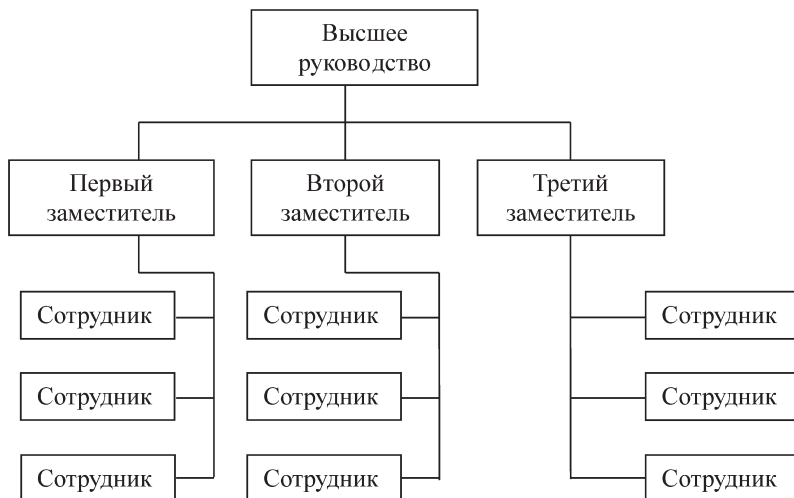 Высшее
руководство
Первый
заместитель
Второй
заместитель
Третий
заместитель
Сотрудник
Сотрудник
Сотрудник
Сотрудник
Сотрудник
Сотрудник
Сотрудник
Сотрудник
Сотрудник